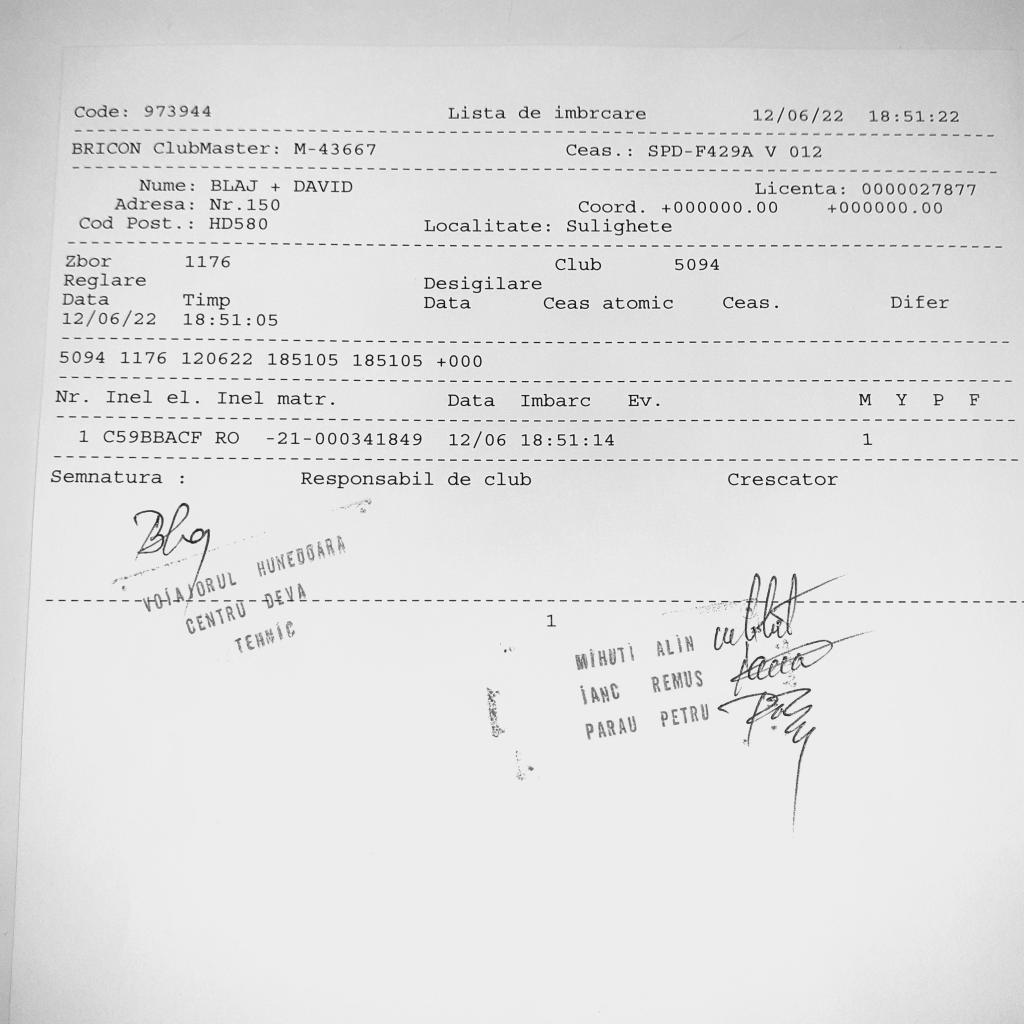 Code: 973944 Lista de imbrcare 12/06/22 18:51:22
BRICON ClubMaster: M-43667 Ceas.: SPD-F429A V 012
Nume: BLAJ + DAVID Licenta: 0000027877
Adresa: Nr.150 Coord. +000000.00 +000000.00
Cod Post.: HD580 Localitate: Sulighete
Zbor 1176 Club 5094
Reglare Desigilare
Data Timp Data Ceas atomic Ceas. Difer
12/06/22 18:51:05
5094 1176 120622 185105 185105 +000
Nr. Inel el. Inel matr. Data Imbarc Ev. M Y P F
1 C59BBACF RO -21-000341849 12/06 18:51:14 1
Semnatura : Responsabil de club Crescator
VOIAJORUL HUNEDOARA
CENTRU DEVA
TEHNIC
1
MIHUTI ALIN
IANC REMUS
PARAU PETRU